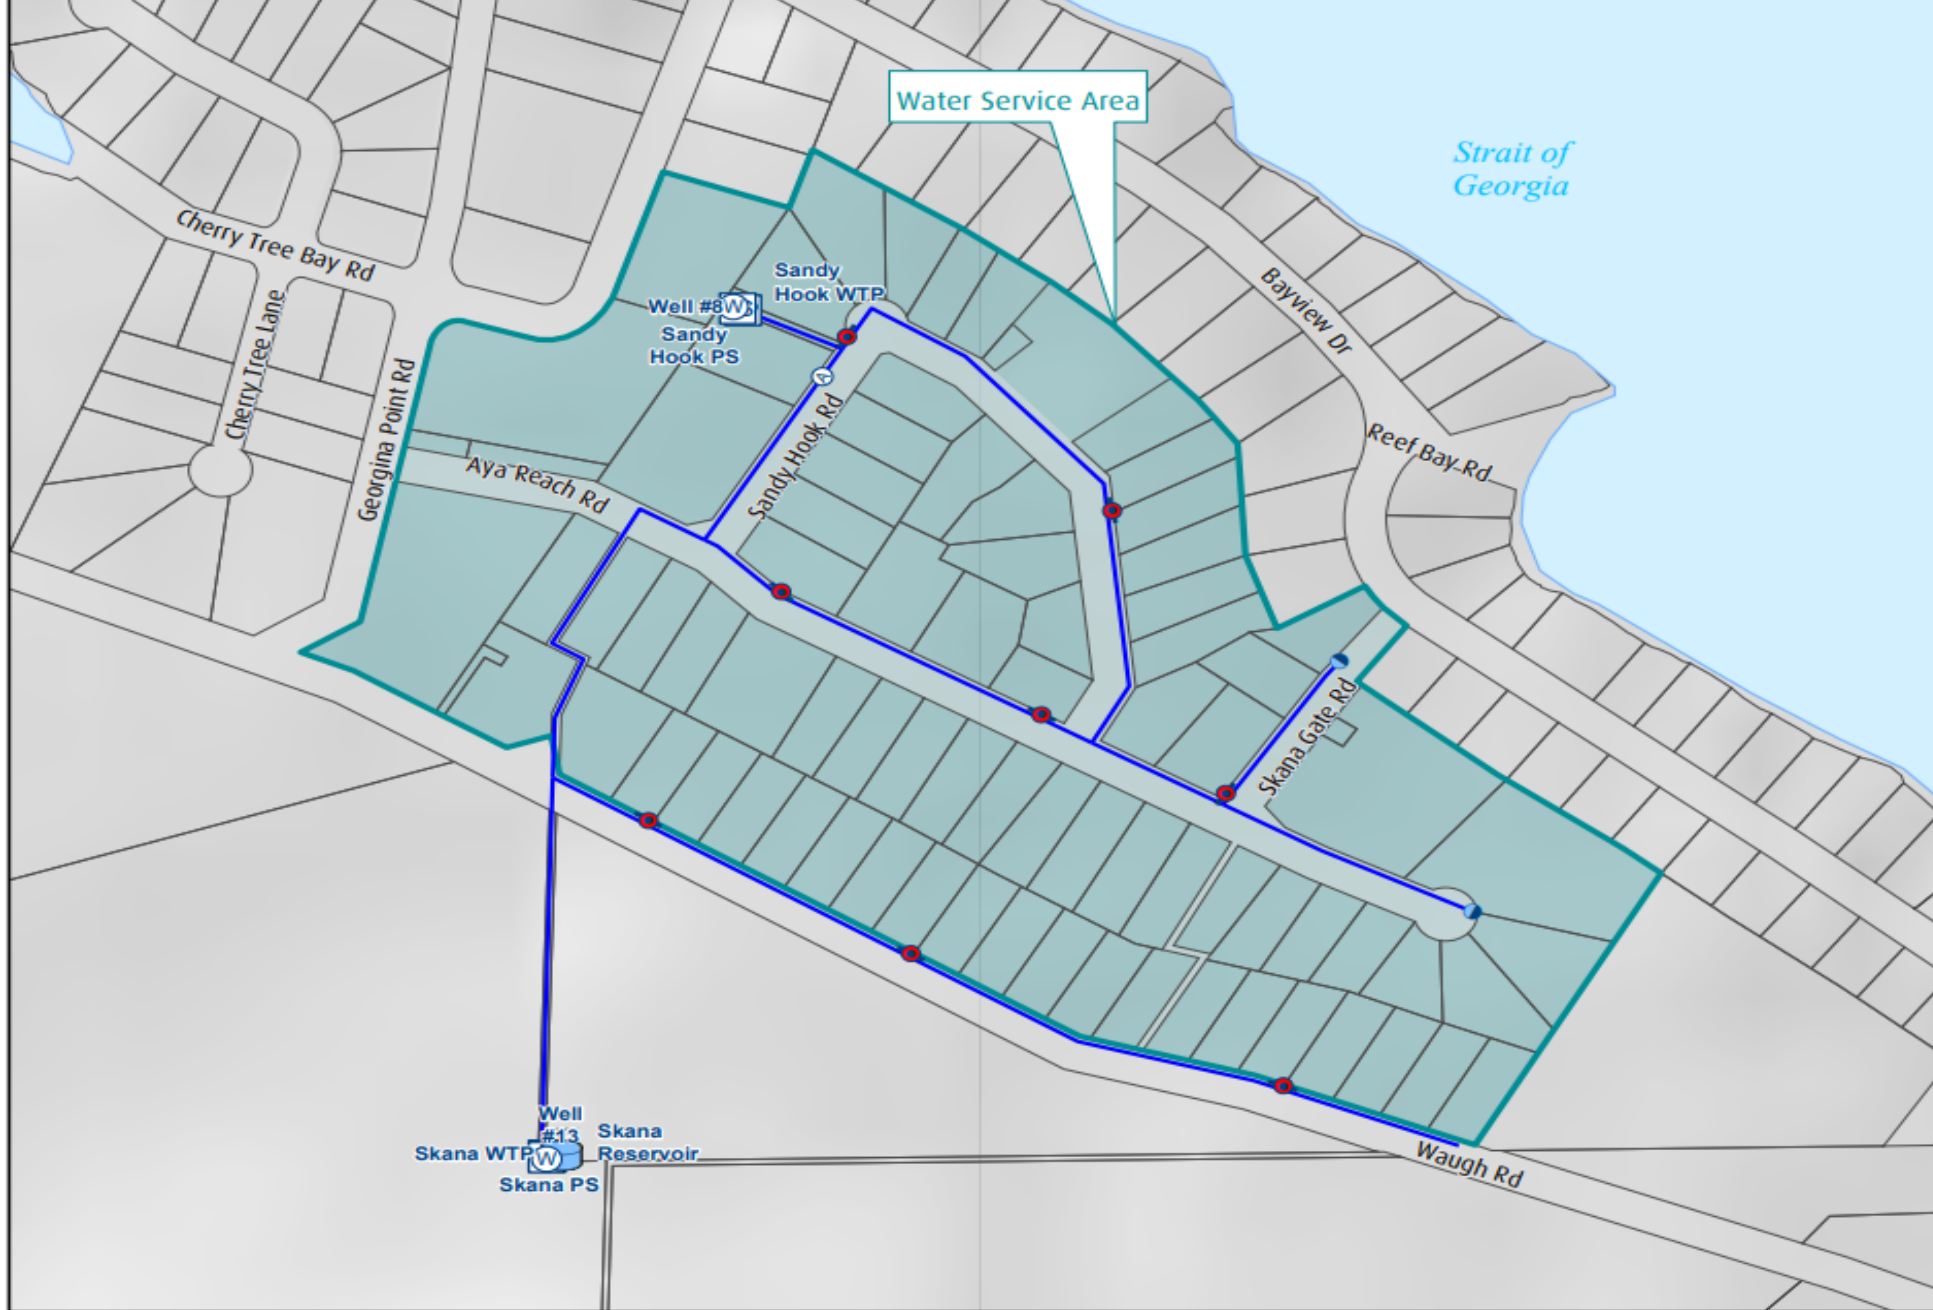 Water Service Area
Strait of
Georgia
Cherry Tree Bay Rd
Cherry Tree Lane
Georgina Point Rd
Sandy
Hook WTP
Well #8
W
Sandy
Hook PS
A
Sandy Hook Rd
Aya Reach Rd
Bayview Dr
Reef Bay Rd
Skana Gate Rd
Well
#13
Skana WTP
W
Skana
Reservoir
Skana PS
Waugh Rd